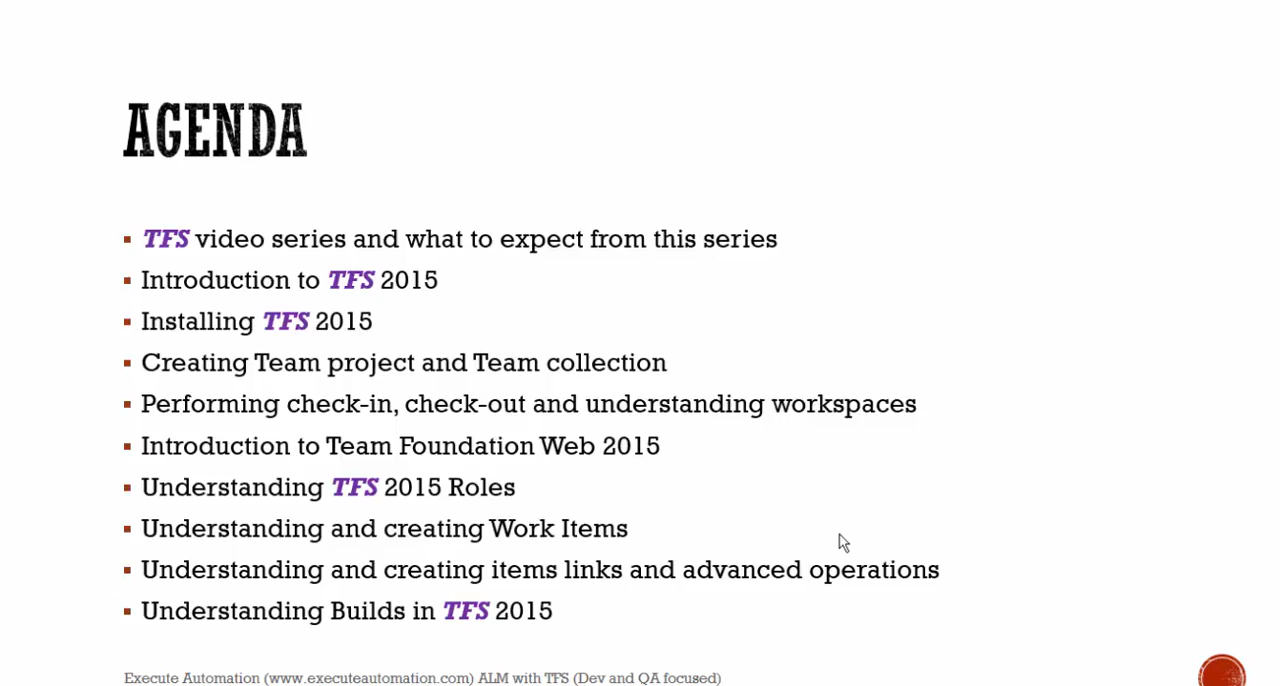 AGENDA
TFS video series and what to expect from this series
Introduction to TFS 2015
Installing TFS 2015
Creating Team project and Team collection
Performing check-in, check-out and understanding workspaces
Introduction to Team Foundation Web 2015
Understanding TFS 2015 Roles
Understanding and creating Work Items
Understanding and creating items links and advanced operations
Understanding Builds in TFS 2015
Execute Automation (www.executeautomation.com) ALM with TFS (Dev and QA focused)